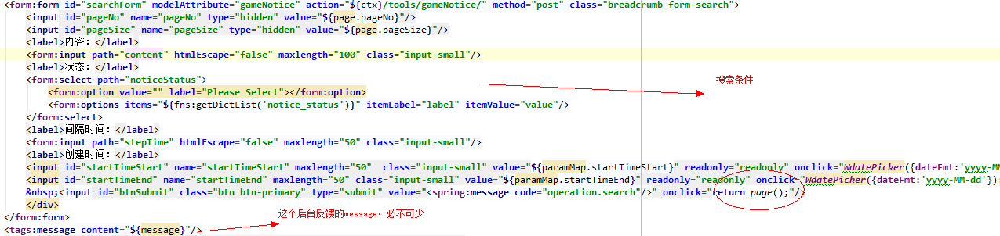 <form:form id="searchForm" modelAttribute="gameNotice" action="${ctx}/tools/gameNotice/" method="post" class="breadcrumb form-search">
<input id="pageNo" name="pageNo" type="hidden" value="${page.pageNo}"/>
<input id="pageSize" name="pageSize" type="hidden" value="${page.pageSize}"/>
<label>内容：</label>
<form:input path="content" htmlEscape="false" maxlength="100" class="input-small"/>
<label>状态：</label>
<form:select path="noticeStatus">
搜索条件
<form:option value="" label="Please Select"></form:option>
<form:options items="${fns:getDictList('notice_status')}" itemLabel="label" itemValue="value"/>
</form:select>
<label>间隔时间：</label>
<form:input path="stepTime" htmlEscape="false" maxlength="50" class="input-small"/>
<label>创建时间：</label>
<input id="startTimeStart" name="startTimeStart" maxlength="50"  class="input-small" value="${paramMap.startTimeStart}" readonly="readonly" onclick="WdatePicker({dateFmt:'yyyy-MM
<input id="startTimeEnd" name="startTimeEnd" maxlength="50" class="input-small" value="${paramMap.startTimeEnd}" readonly="readonly" onclick="WdatePicker({dateFmt:'yyyy-MM-dd'});
&nbsp;<input id="btnSubmit" class="btn btn-primary" type="submit" value="<spring:message code="operation.search"/>" onclick="return page();"/>
</div>
</form:form>
这个后台反馈的message，必不可少
<tags:message content="${message}"/>